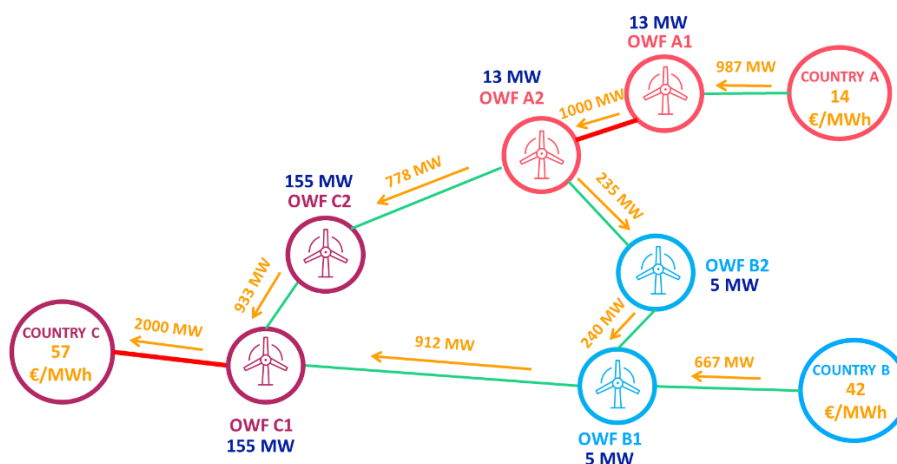 13 MW
OWF A1
987 MW
COUNTRY A
14
€/MWh
13 MW
OWF A2
1000 MW
778 MW
235 MW
155 MW
OWF C2
OWF B2
5 MW
933 MW
240 MW
COUNTRY C
57
€/MWh
2000 MW
912 MW
667 MW
COUNTRY B
42
€/MWh
OWF C1
155 MW
OWF B1
5 MW